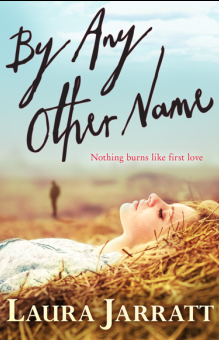 By Any
Other Name
Nothing burns like first love
LAURA JARRATT